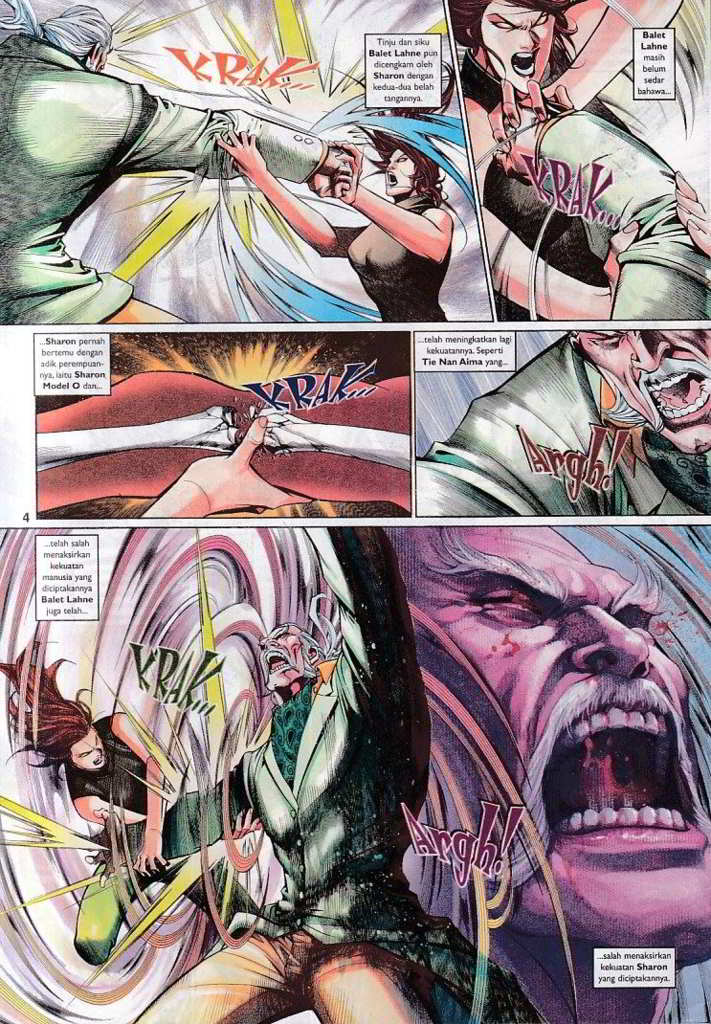 KRAK...
Tinju dan siku
Balet Lahne pun
dicengkam oleh
Sharon dengan
kedua-dua belah
tangannya.
Balet
Lahne
masih
belum
sedar
bahawa...
KRAK...
...Sharon pernah
bertemu dengan
adik perempuan-
nya, iaitu Sharon
Model O dan...
KRAK...
...telah meningkatkan lagi
kekuatannya. Seperti
Tie Nan Aima yang...
Argh!
4
...telah salah
menaksirkan
kekuatan
manusia yang
diciptakannya
Balet Lahne
juga telah...
KRAK...
Argh!
...salah menaksirkan
kekuatan Sharon
yang diciptakannya.